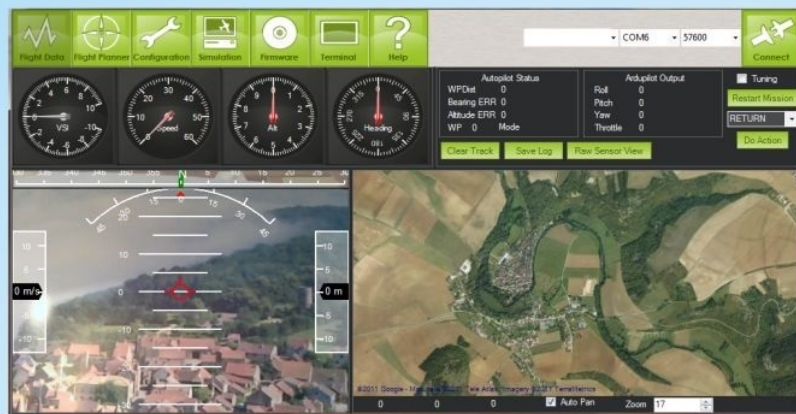 Flight Data Flight Planner Configuration Simulation Firmware Terminal Help
COM6 57600 Connect
VSI
Speed
Alt
Heading
Autopilot Status
WPDist 0
Bearing ERR 0
Altitude ERR 0
WP 0 Mode
Ardupilot Output
Roll 0
Pitch 0
Yaw 0
Throttle 0
Tuning
Restart Mission
RETURN
Do Action
Clear Track Save Log Raw Sensor View
N
0 m/s
0 m
0 0 0 Auto Pan Zoom 17